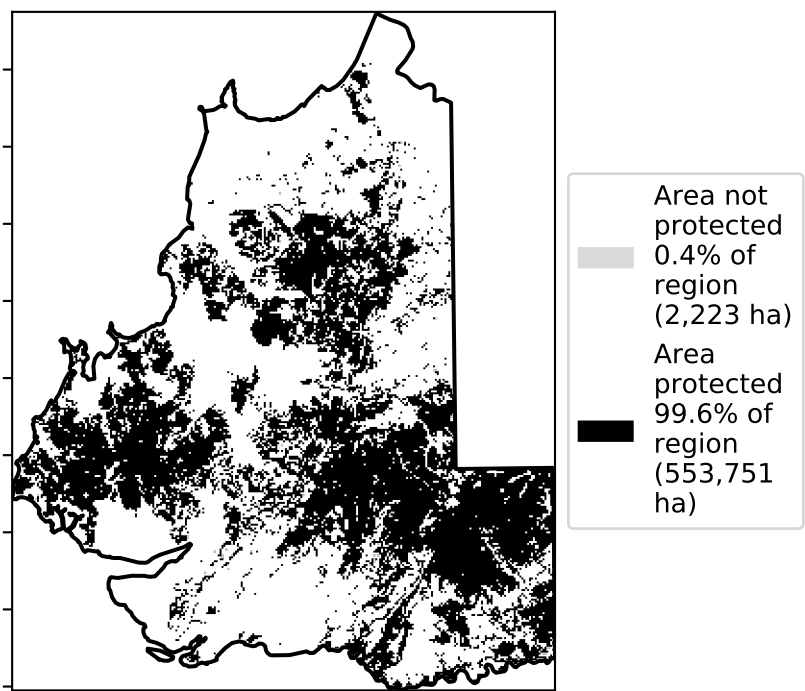 Area not
protected
0.4% of
region
(2,223 ha)
Area
protected
99.6% of
region
(553,751
ha)